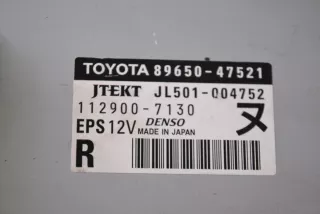 TOYOTA 89650-47521
JTEKT JL501-004752
112900-7130
EPS 12V DENSO MADE IN JAPAN
R
ヌ